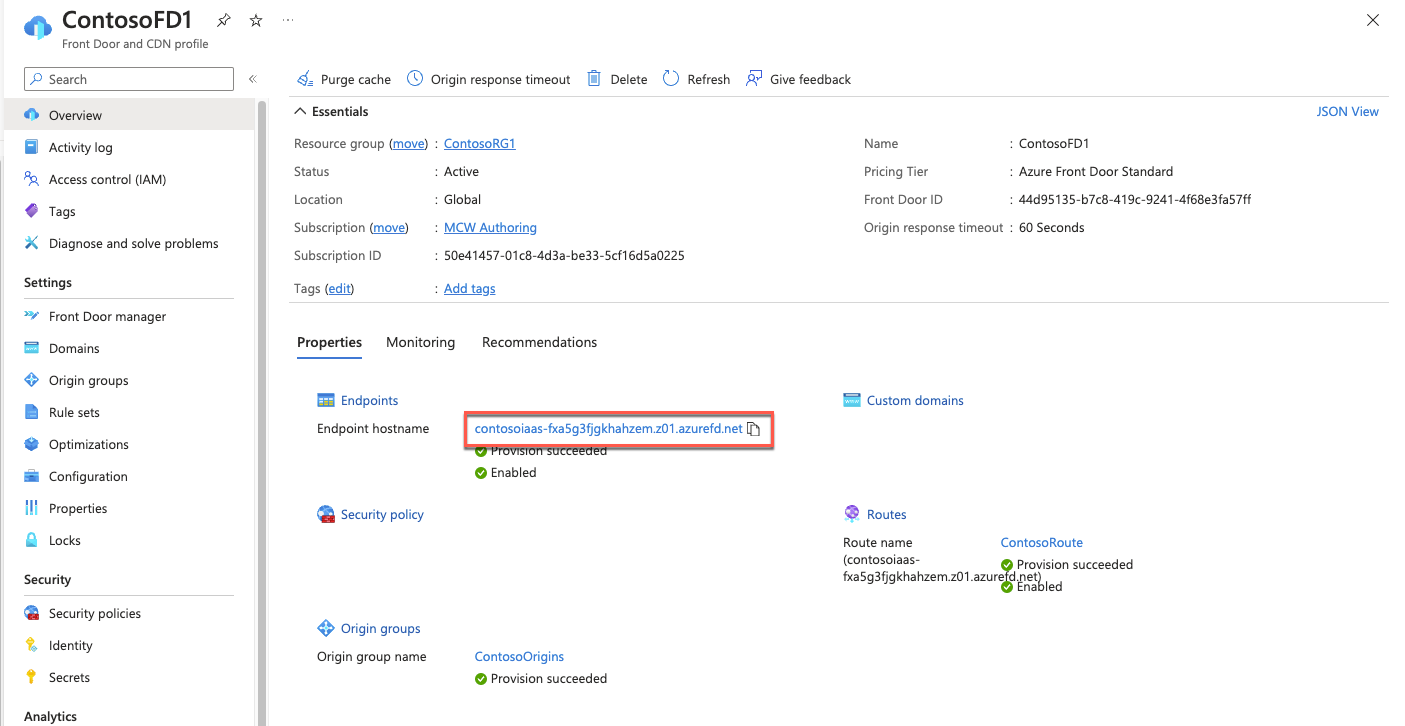 ContosoFD1
Front Door and CDN profile
Search
Overview
Activity log
Access control (IAM)
Tags
Diagnose and solve problems
Settings
Front Door manager
Domains
Origin groups
Rule sets
Optimizations
Configuration
Properties
Locks
Security
Security policies
Identity
Secrets
Analytics
Purge cache Origin response timeout Delete Refresh Give feedback
Essentials JSON View
Resource group (move) : ContosoRG1
Status : Active
Location : Global
Subscription (move) : MCW Authoring
Subscription ID : 50e41457-01c8-4d3a-be33-5cf16d5a0225
Tags (edit) : Add tags
Name : ContosoFD1
Pricing Tier : Azure Front Door Standard
Front Door ID : 44d95135-b7c8-419c-9241-4f68e3fa57ff
Origin response timeout : 60 Seconds
Properties Monitoring Recommendations
Endpoints
Endpoint hostname contosoiaas-fxa5g3fjgkhahzem.z01.azurefd.net
Provision succeeded
Enabled
Custom domains
Security policy
Routes
Route name ContosoRoute
(contosoiaas-
fxa5g3fjgkhahzem.z01.azurefd.net)
Provision succeeded
Enabled
Origin groups
Origin group name ContosoOrigins
Provision succeeded